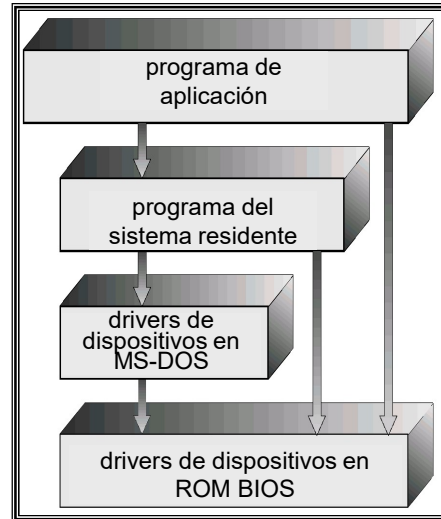 programa de
aplicación
programa del
sistema residente
drivers de
dispositivos en
MS-DOS
drivers de dispositivos en
ROM BIOS